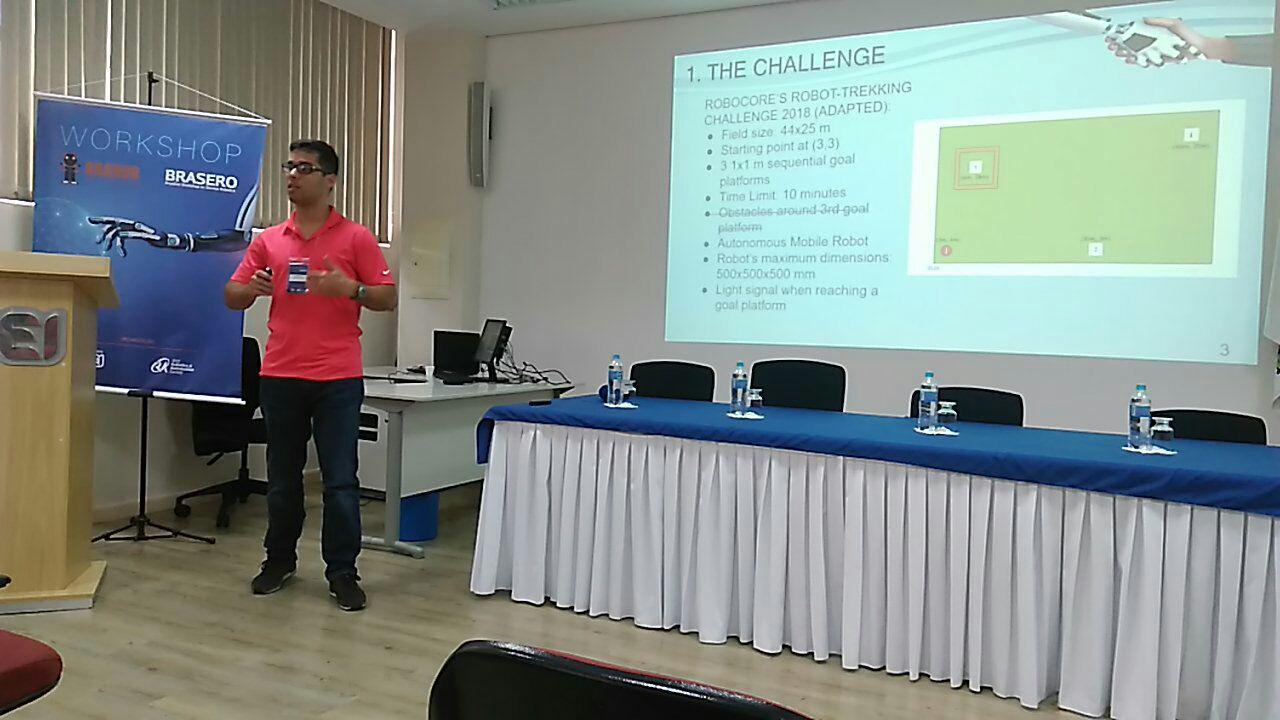 WORKSHOP
BRASERO
1. THE CHALLENGE
ROBOCORE'S ROBOT-TREKKING
CHALLENGE 2018 (ADAPTED):
Field size: 44x25 m
Starting point at (3,3)
3 1x1 m sequential goal
platforms
Time Limit: 10 minutes
Obstacles around 3rd goal
platform
Autonomous Mobile Robot
Robot's maximum dimensions:
500x500x500 mm
Light signal when reaching a
goal platform
3